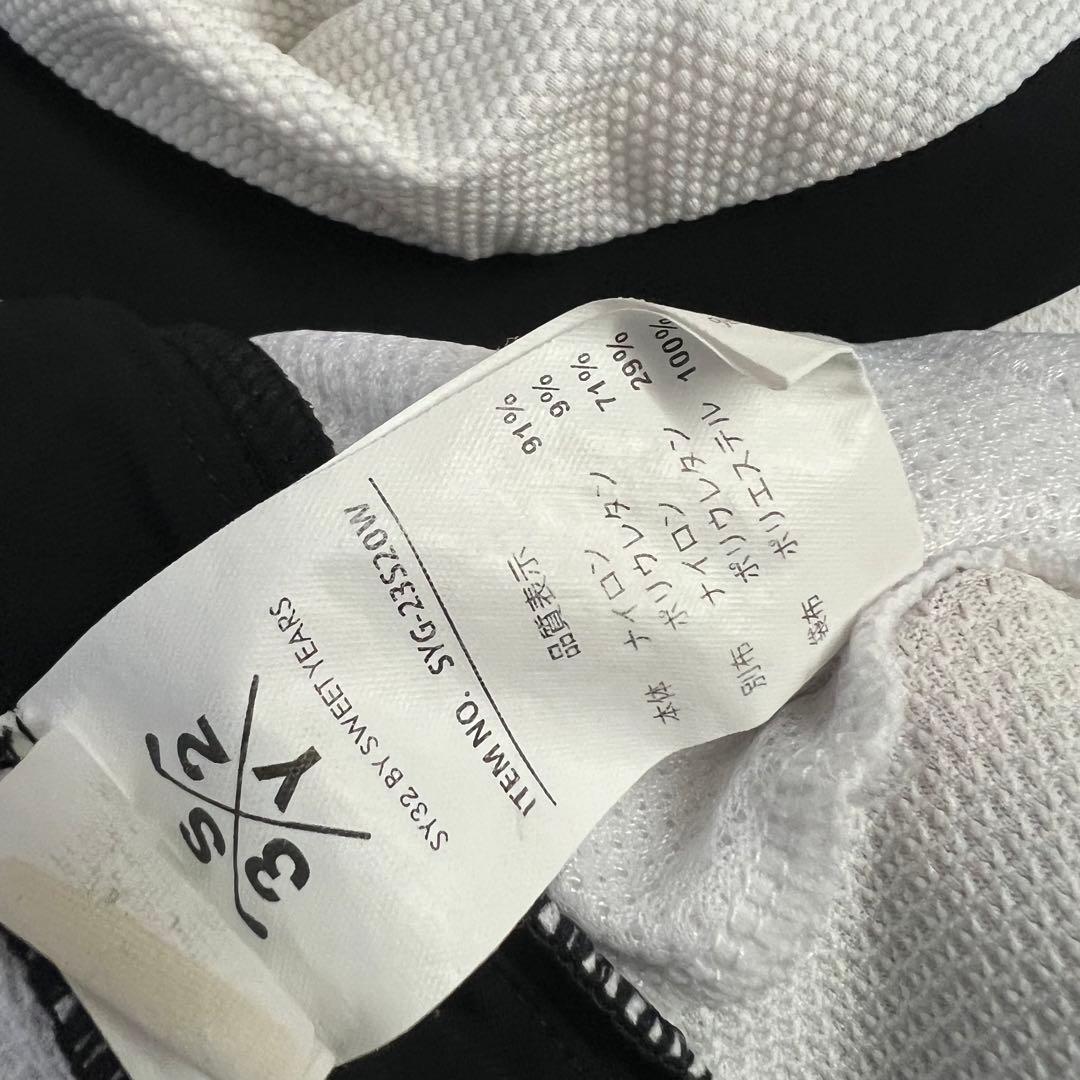 S
3
Y
2
SY32 BY SWEET YEARS
ITEM NO. SYG-23S20W
品質表示
本体 ナイロン 91%
ポリウレタン 9%
別布 ナイロン 71%
ポリウレタン 29%
袋布 ポリエステル 100%